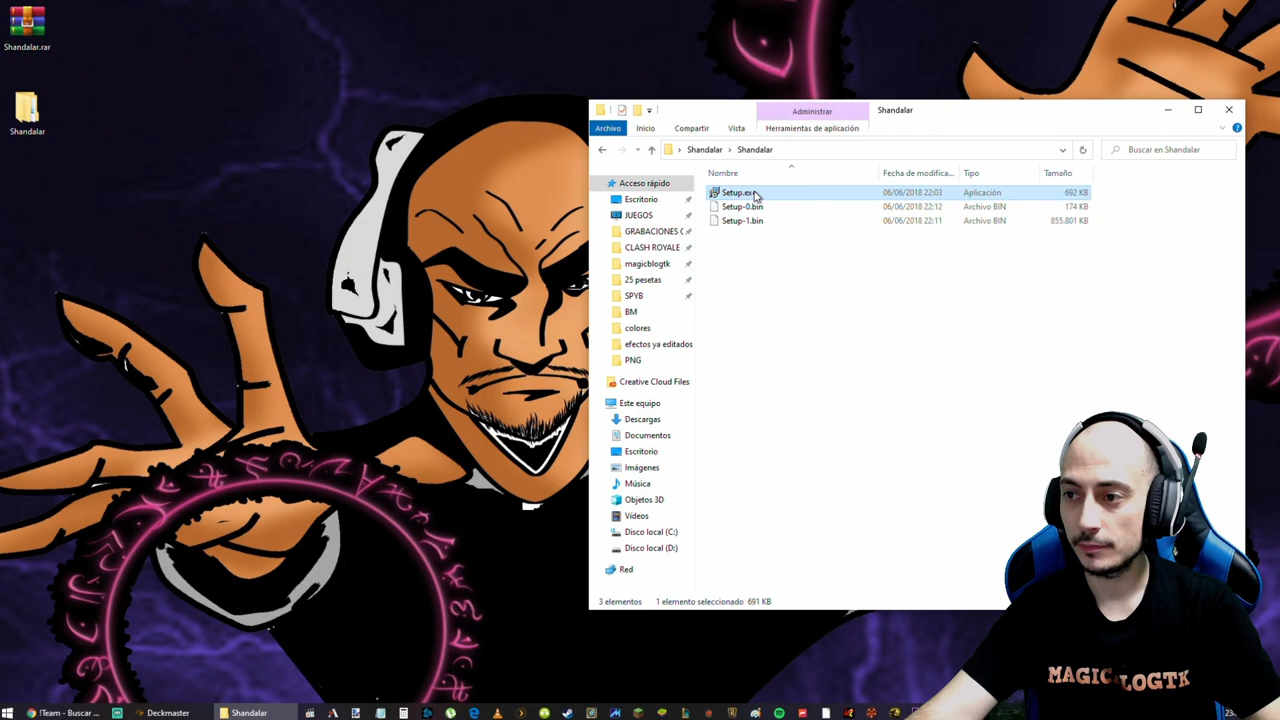 Shandalar.rar
Shandalar
Administrar
Shandalar
Archivo
Inicio
Compartir
Vista
Herramientas de aplicación
Shandalar
Shandalar
Buscar en Shandalar
Nombre
Fecha de modifica...
Tipo
Tamaño
Acceso rápido
Escritorio
JUEGOS
GRABACIONES
CLASH ROYALE
magicblogtk
25 pesetas
SPYB
BM
colores
efectos ya editados
PNG
Creative Cloud Files
Este equipo
Descargas
Documentos
Escritorio
Imágenes
Música
Objetos 3D
Vídeos
Disco local (C:)
Disco local (D:)
Red
Setup.exe
06/06/2018 22:03
Aplicación
692 KB
Setup-0.bin
06/06/2018 22:12
Archivo BIN
174 KB
Setup-1.bin
06/06/2018 22:11
Archivo BIN
855.801 KB
3 elementos
1 elemento seleccionado 691 KB
!Team - Buscar ...
Deckmaster
Shandalar